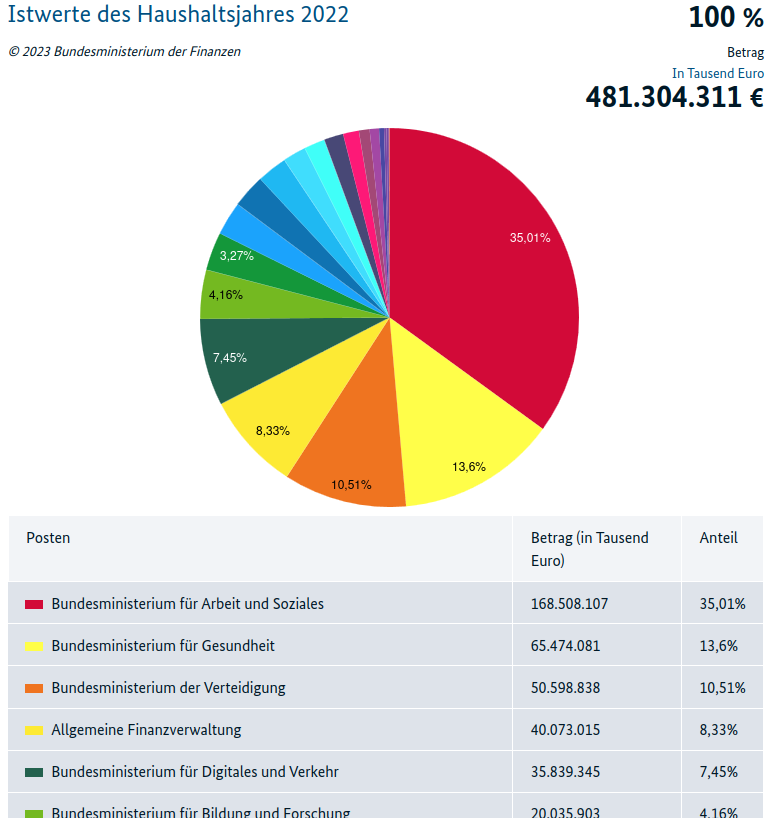 Istwerte des Haushaltsjahres 2022
100 %
© 2023 Bundesministerium der Finanzen
Betrag
In Tausend Euro
481.304.311 €
35,01%
3,27%
4,16%
7,45%
8,33%
13,6%
10,51%
Posten
Betrag (in Tausend
Euro)
Anteil
Bundesministerium für Arbeit und Soziales 168.508.107 35,01%
Bundesministerium für Gesundheit 65.474.081 13,6%
Bundesministerium der Verteidigung 50.598.838 10,51%
Allgemeine Finanzverwaltung 40.073.015 8,33%
Bundesministerium für Digitales und Verkehr 35.839.345 7,45%
Bundesministerium für Bildung und Forschung 20.035.903 4,16%